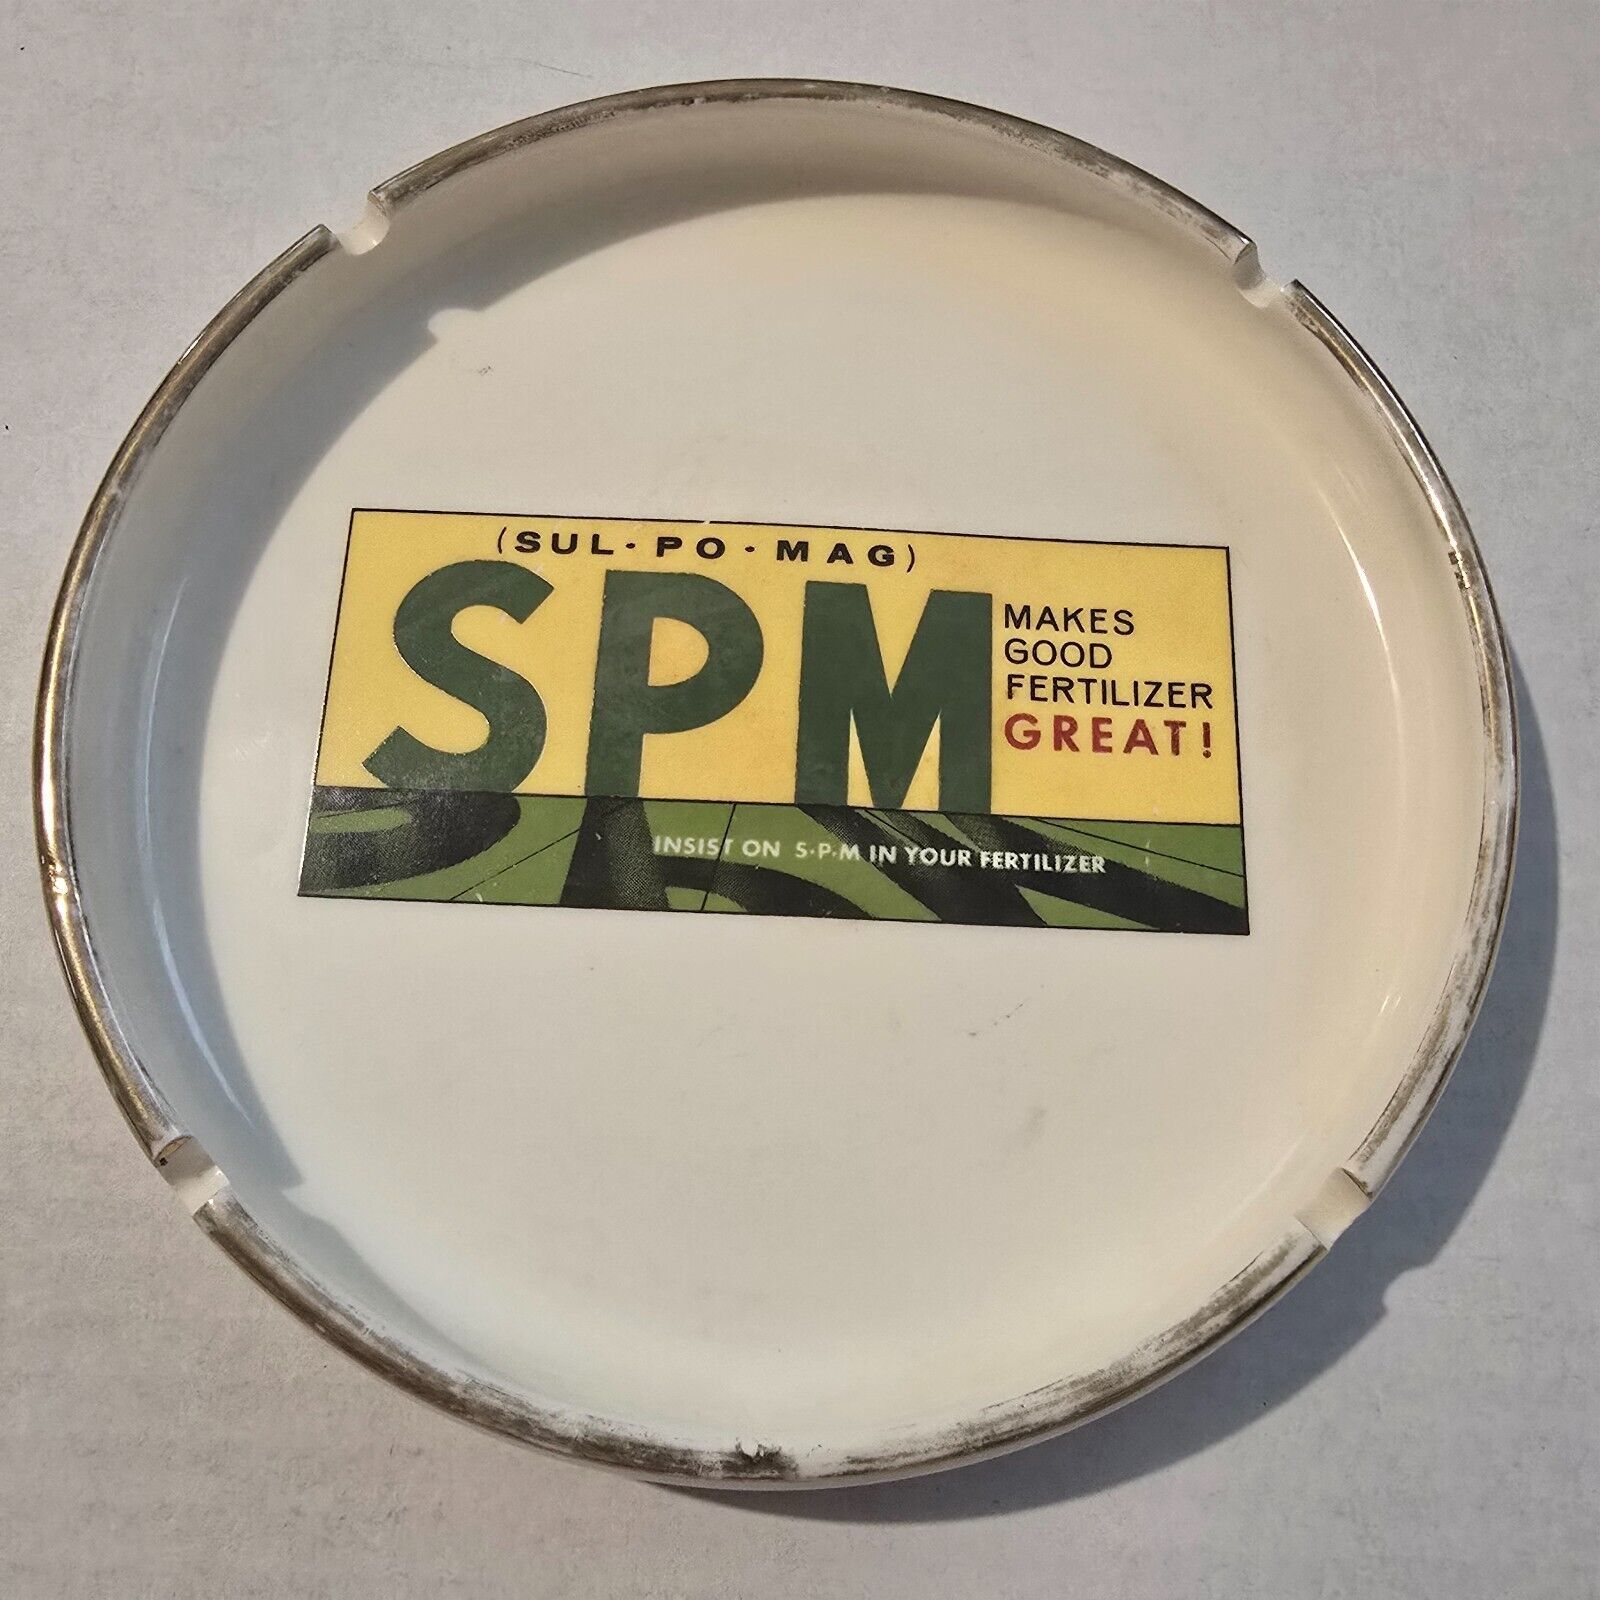 (SUL·PO·MAG)
SPM
MAKES
GOOD
FERTILIZER
GREAT!
INSIST ON S·P·M IN YOUR FERTILIZER